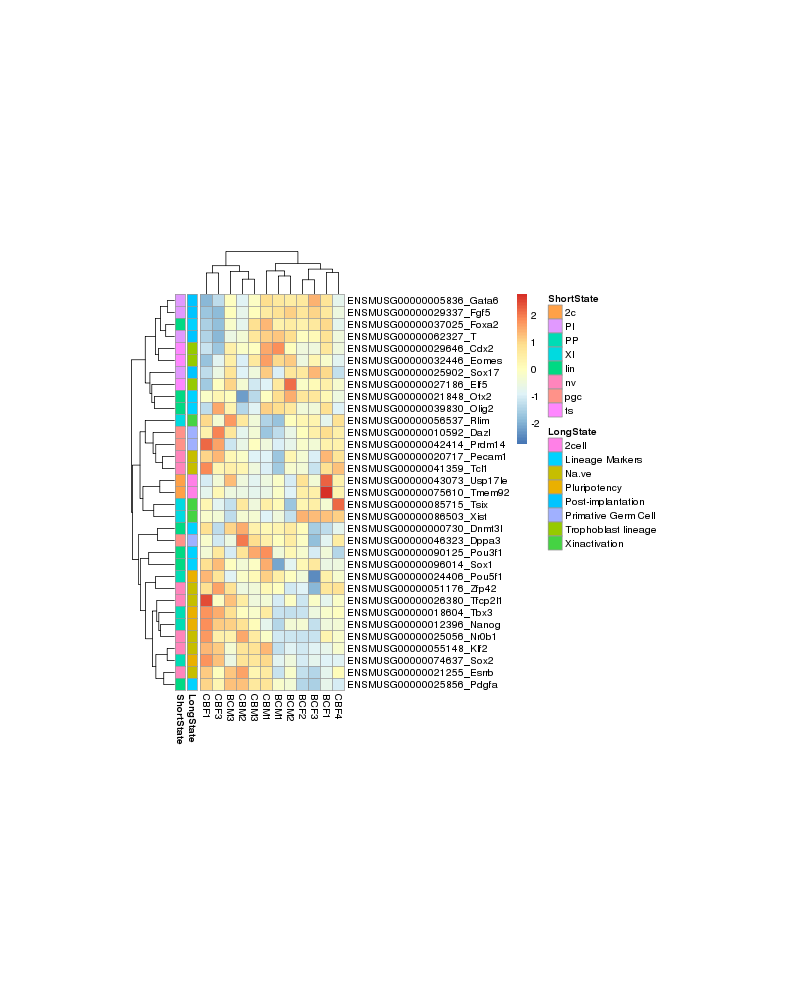 ENSMUSG00000005836_Gata6
ENSMUSG00000029337_Fgf5
ENSMUSG00000037025_Foxa2
ENSMUSG00000062327_T
ENSMUSG00000029646_Cdx2
ENSMUSG00000032446_Eomes
ENSMUSG00000025902_Sox17
ENSMUSG00000027186_Elf5
ENSMUSG00000021848_Otx2
ENSMUSG00000039830_Olig2
ENSMUSG00000056537_Rlim
ENSMUSG00000010592_Dazl
ENSMUSG00000042414_Prdm14
ENSMUSG00000020717_Pecam1
ENSMUSG00000041359_Tcl1
ENSMUSG00000043073_Usp17le
ENSMUSG00000075610_Tmem92
ENSMUSG00000085715_Tsix
ENSMUSG00000086503_Xist
ENSMUSG00000000730_Dnmt3l
ENSMUSG00000046323_Dppa3
ENSMUSG00000090125_Pou3f1
ENSMUSG00000096014_Sox1
ENSMUSG00000024406_Pou5f1
ENSMUSG00000051176_Zfp42
ENSMUSG00000026380_Tfcp2l1
ENSMUSG00000018604_Tbx3
ENSMUSG00000012396_Nanog
ENSMUSG00000025056_Nr0b1
ENSMUSG00000055148_Klf2
ENSMUSG00000074637_Sox2
ENSMUSG00000021255_Esrrb
ENSMUSG00000025856_Pdgfa
ShortState
LongState
CBF1
CBF3
BCM3
CBM2
CBM3
CBM1
BCM1
BCM2
BCF2
BCF3
BCF1
CBF4
2
1
0
-1
-2
ShortState
2c
PI
PP
XI
lin
nv
pgc
ts
LongState
2cell
Lineage Markers
Na.ve
Pluripotency
Post-implantation
Primative Germ Cell
Trophoblast lineage
Xinactivation